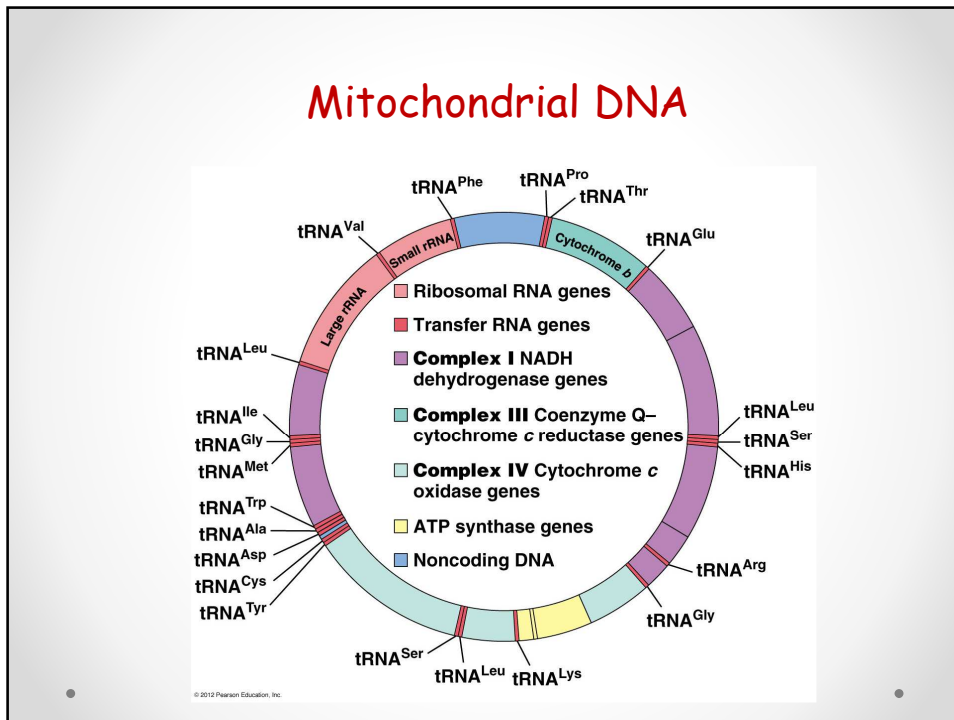 Mitochondrial DNA
tRNAPhe
tRNAPro
tRNAThr
tRNAVal
Small rRNA
Cytochrome b
tRNAGlu
Large rRNA
Ribosomal RNA genes
Transfer RNA genes
tRNALeu
Complex I NADH
dehydrogenase genes
tRNAIle
tRNAGly
tRNAMet
Complex III Coenzyme Q–
cytochrome c reductase genes
tRNALeu
tRNASer
tRNAHis
Complex IV Cytochrome c
oxidase genes
tRNATrp
tRNAAla
tRNAAsp
tRNACys
tRNATyr
ATP synthase genes
Noncoding DNA
tRNAArg
tRNAGly
tRNASer
tRNALeu
tRNALys
© 2012 Pearson Education, Inc.